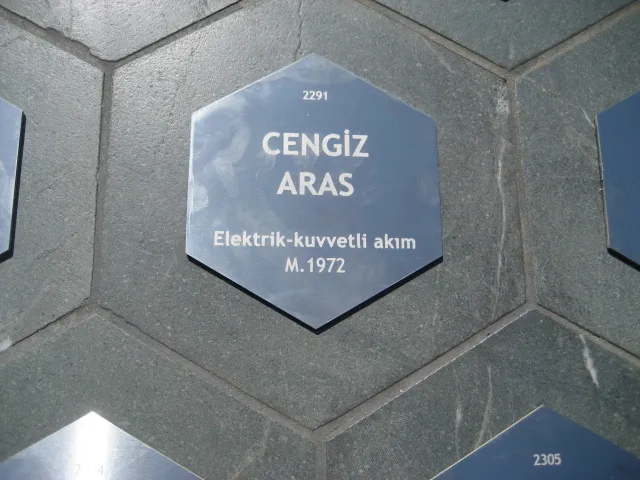 2291
CENGİZ
ARAS
Elektrik-kuvvetli akım
M.1972
2305